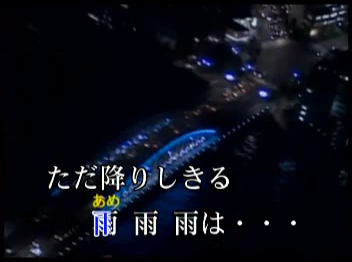 ただ降りしきる
あめ
雨 雨 雨は・・・